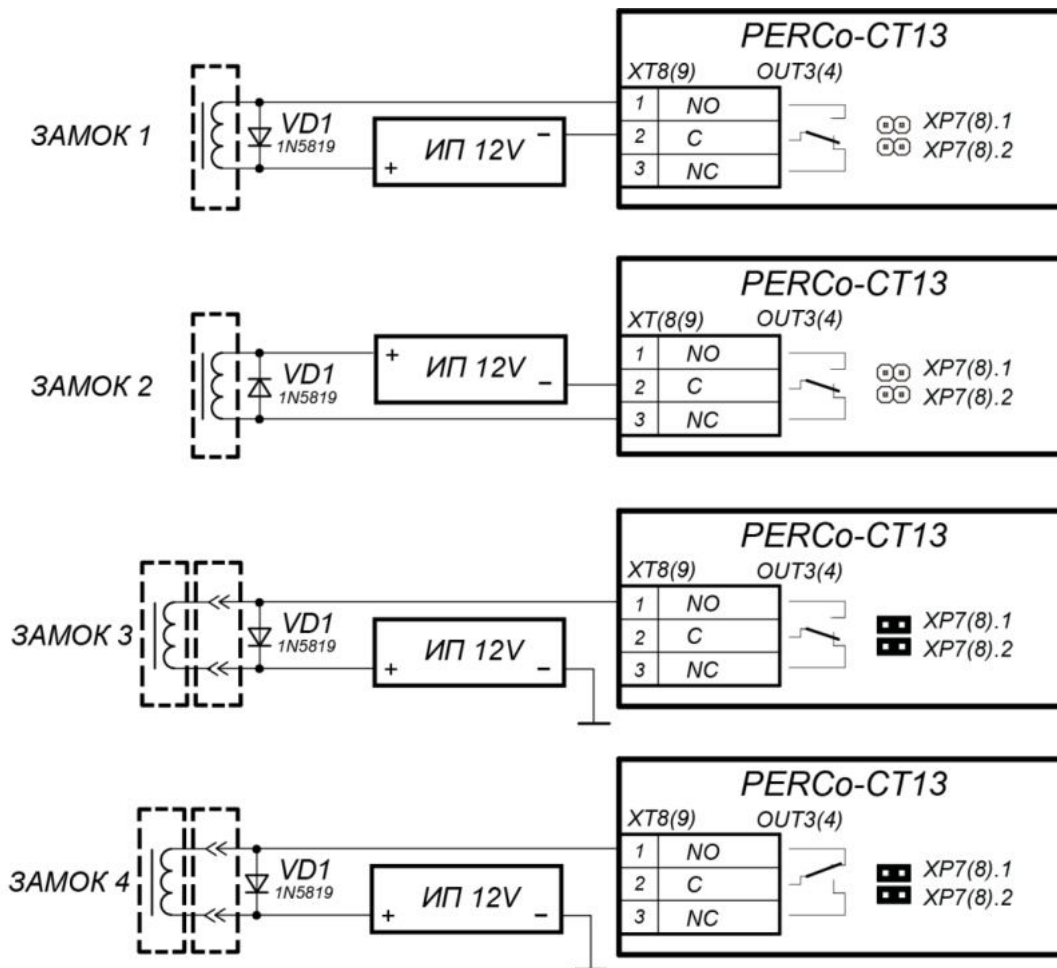 PERCo-CT13
XT8(9) OUT3(4)
ЗАМОК 1
VD1
1N5819
ИП 12V
+
−
1 NO
2 C
3 NC
XP7(8).1
XP7(8).2
PERCo-CT13
XT(8(9) OUT3(4)
ЗАМОК 2
VD1
1N5819
+
ИП 12V
−
1 NO
2 C
3 NC
XP7(8).1
XP7(8).2
PERCo-CT13
XT8(9) OUT3(4)
ЗАМОК 3
VD1
1N5819
+
ИП 12V
−
1 NO
2 C
3 NC
XP7(8).1
XP7(8).2
PERCo-CT13
XT8(9) OUT3(4)
ЗАМОК 4
VD1
1N5819
+
ИП 12V
−
1 NO
2 C
3 NC
XP7(8).1
XP7(8).2